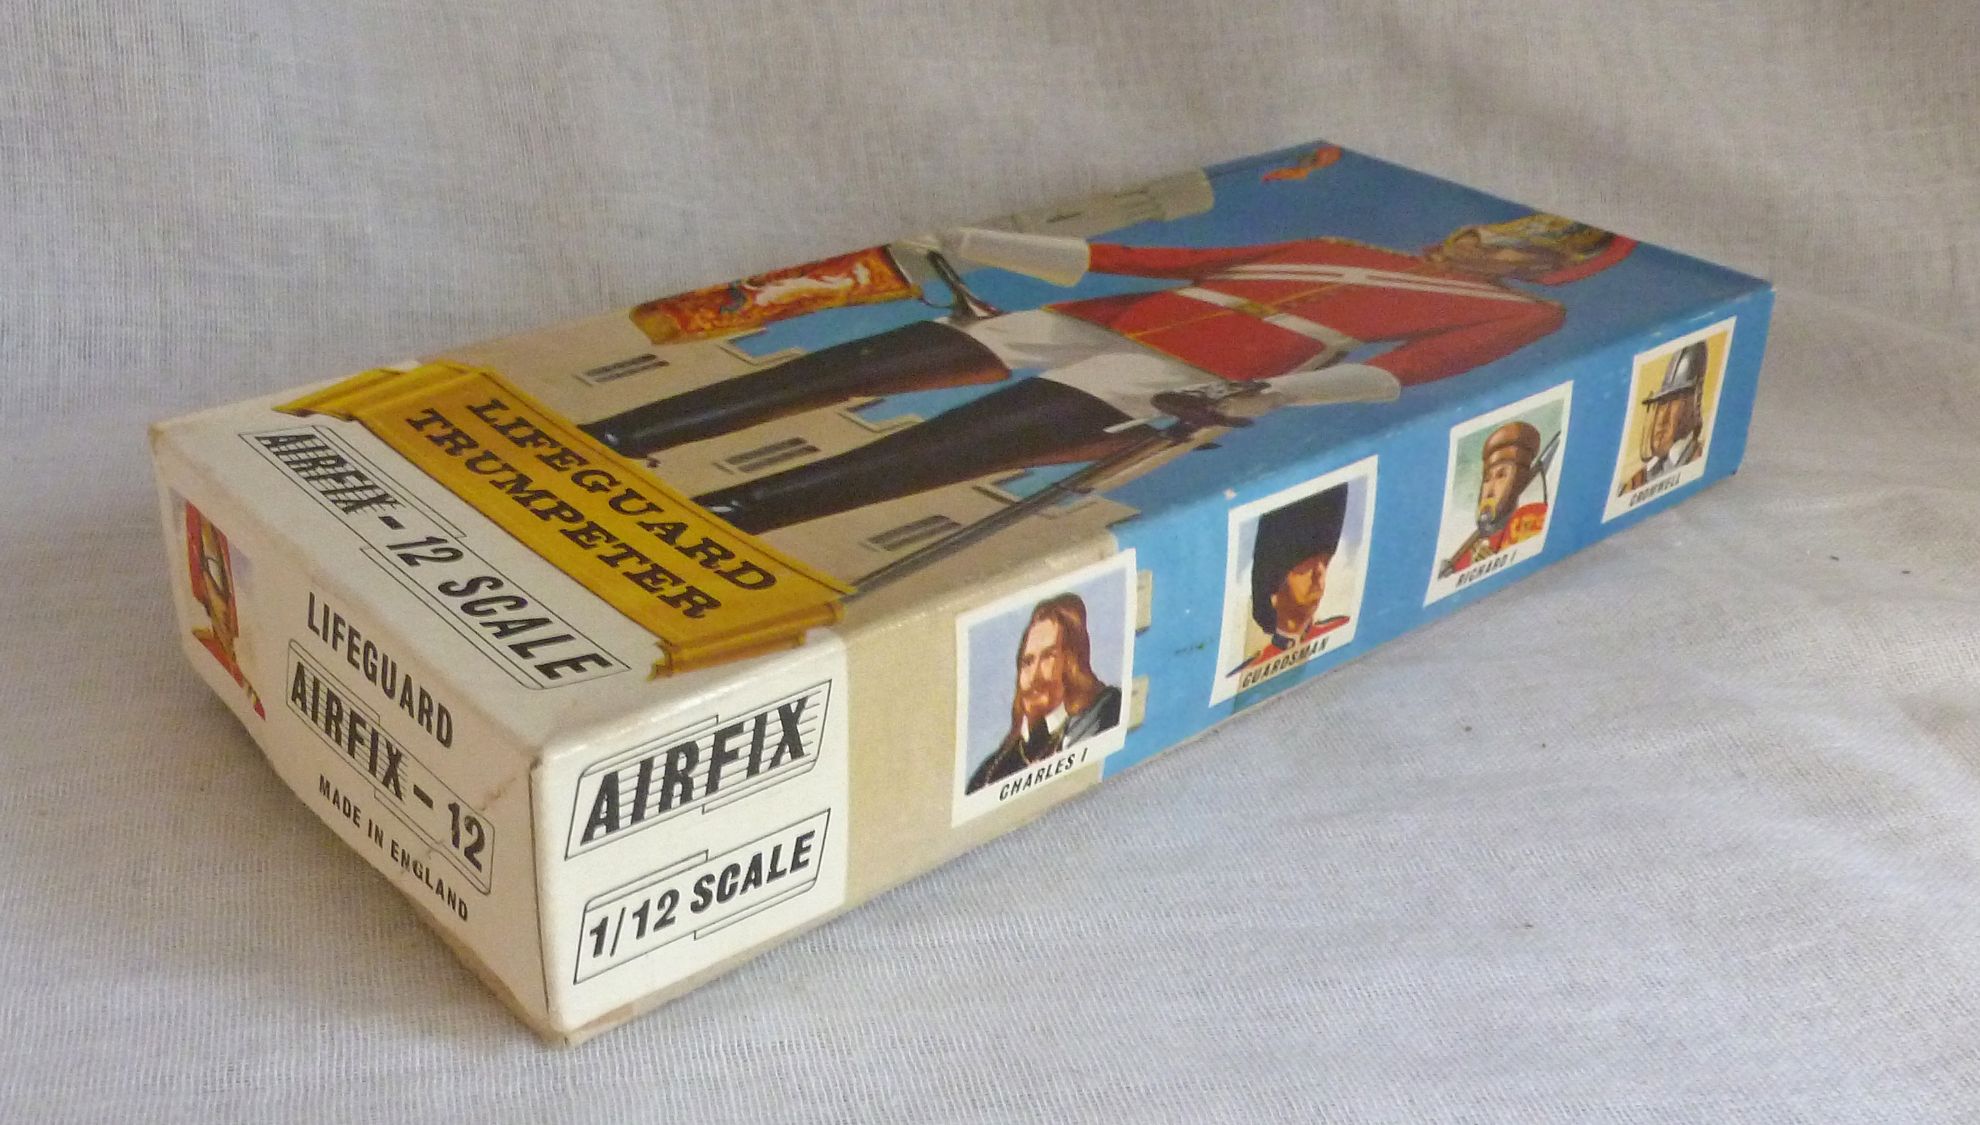 LIFEGUARD
TRUMPETER
AIRFIX-12 SCALE
LIFEGUARD
AIRFIX-12
MADE IN ENGLAND
AIRFIX
1/12 SCALE
CHARLES I
GUARDSMAN
RICHARD I
CROMWELL